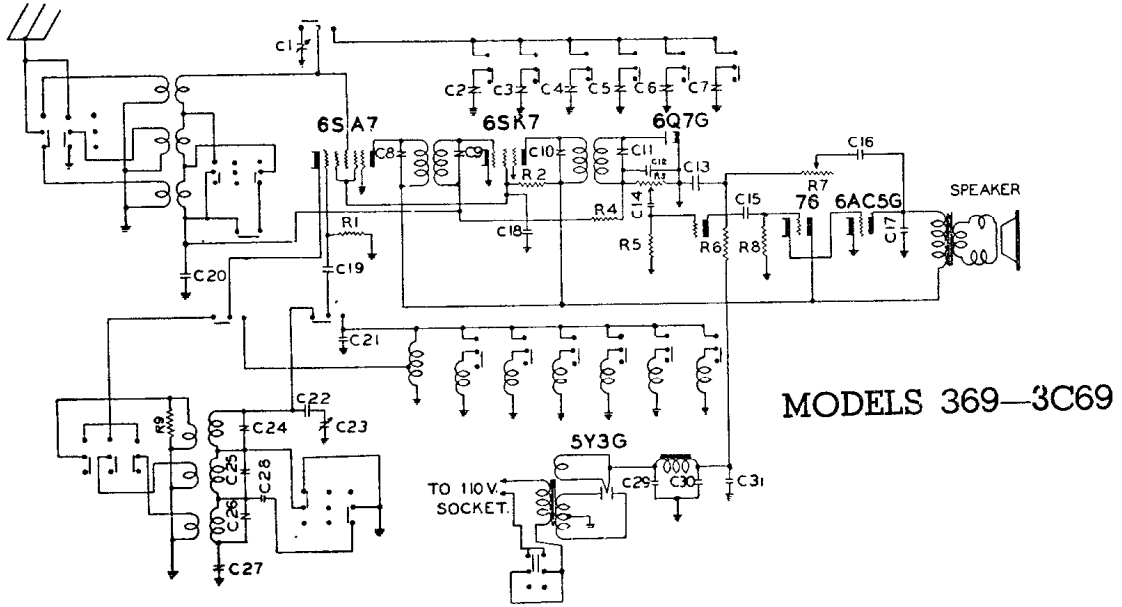 C1
C2 C3 C4 C5 C6 C7
6SA7 6SK7 6Q7G
C8 C9 C10 C11
C12
C13
C16
R2
R3
R7
SPEAKER
C14
C15
76
6AC5G
R1
R4
C18
R5
R6
R8
C17
C20
C19
C21
R9
C22
C23
C24
C25
C28
C26
C27
MODELS 369—3C69
5Y3G
TO 110 V.
SOCKET.
C29
C30
C31